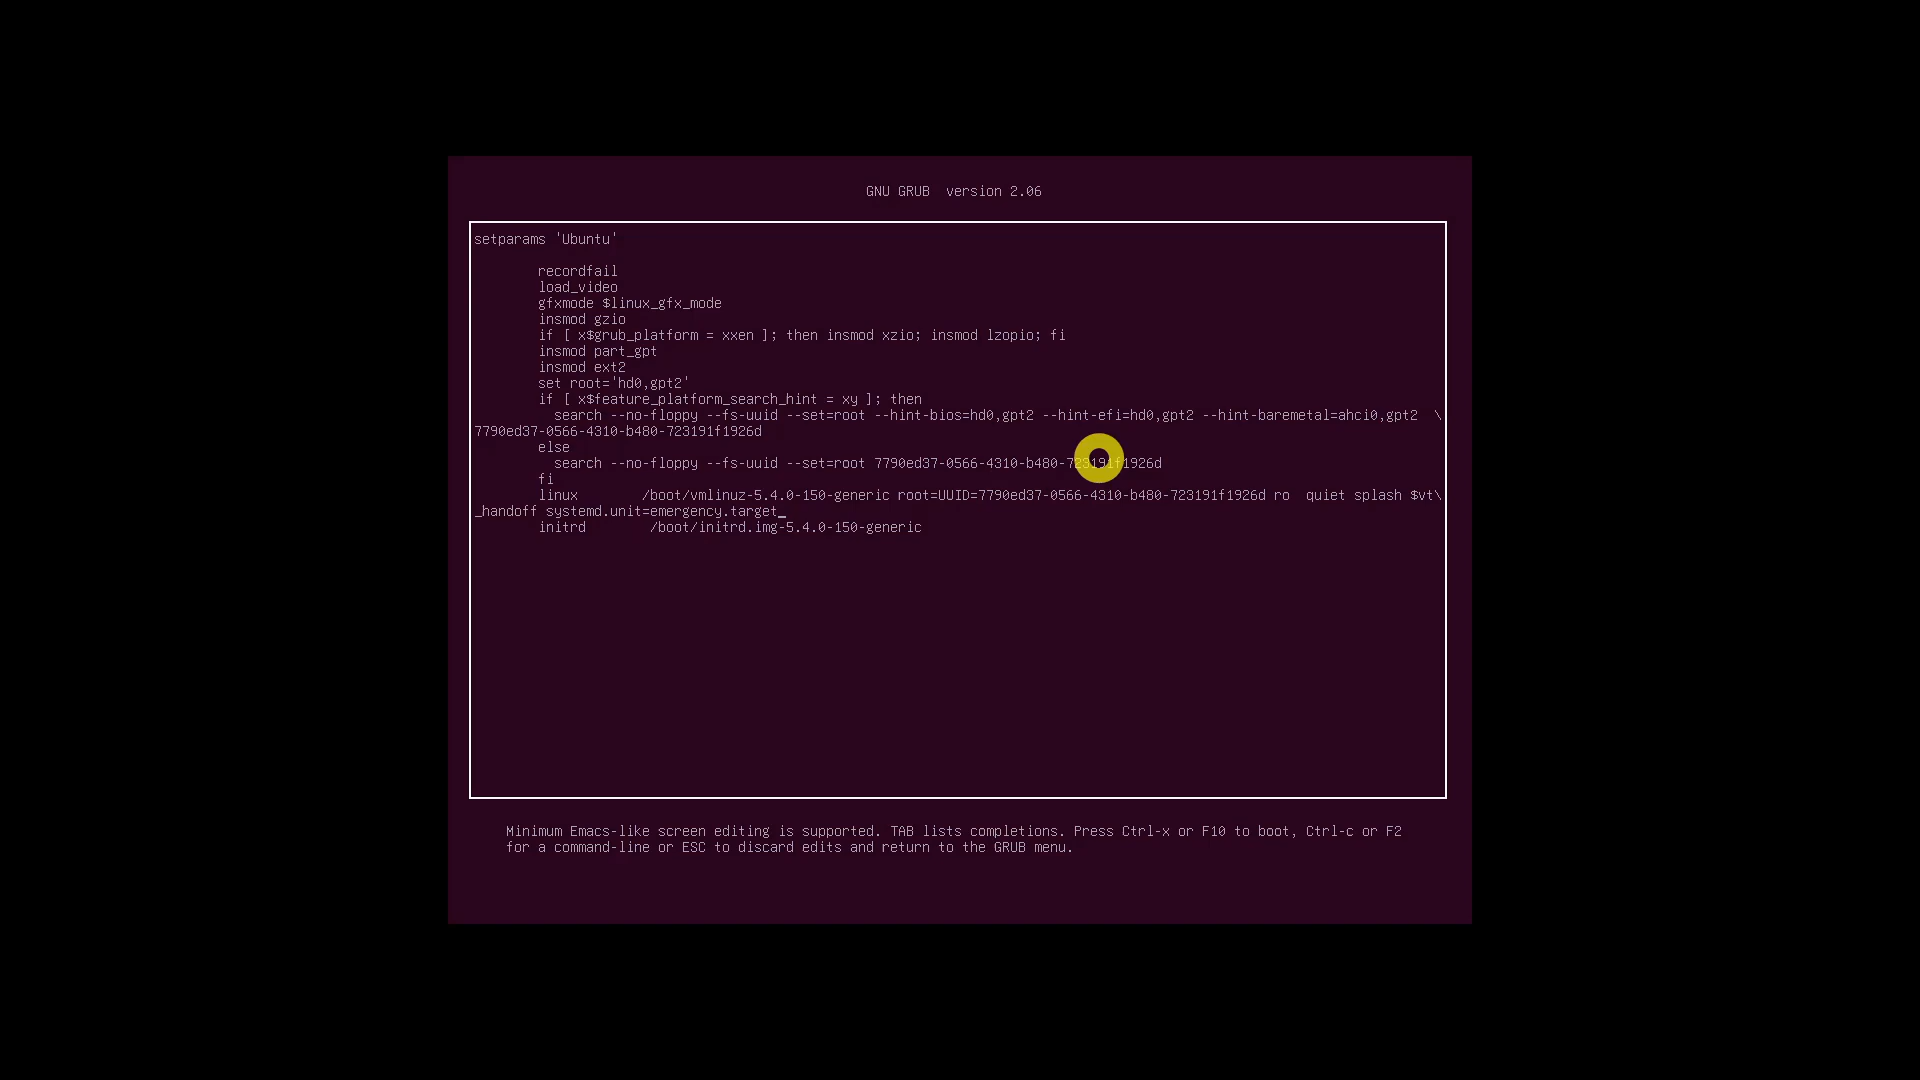 GNU GRUB  version 2.06
setparams 'Ubuntu'
recordfail
load_video
gfxmode $linux_gfx_mode
insmod gzio
if [ x$grub_platform = xxen ]; then insmod xzio; insmod lzopio; fi
insmod part_gpt
insmod ext2
set root='hd0,gpt2'
if [ x$feature_platform_search_hint = xy ]; then
search --no-floppy --fs-uuid --set=root --hint-bios=hd0,gpt2 --hint-efi=hd0,gpt2 --hint-baremetal=ahci0,gpt2  \
7790ed37-0566-4310-b480-723191f1926d
else
search --no-floppy --fs-uuid --set=root 7790ed37-0566-4310-b480-723191f1926d
fi
linux        /boot/vmlinuz-5.4.0-150-generic root=UUID=7790ed37-0566-4310-b480-723191f1926d ro  quiet splash $vt\
_handoff systemd.unit=emergency.target_
initrd        /boot/initrd.img-5.4.0-150-generic
Minimum Emacs-like screen editing is supported. TAB lists completions. Press Ctrl-x or F10 to boot, Ctrl-c or F2
for a command-line or ESC to discard edits and return to the GRUB menu.